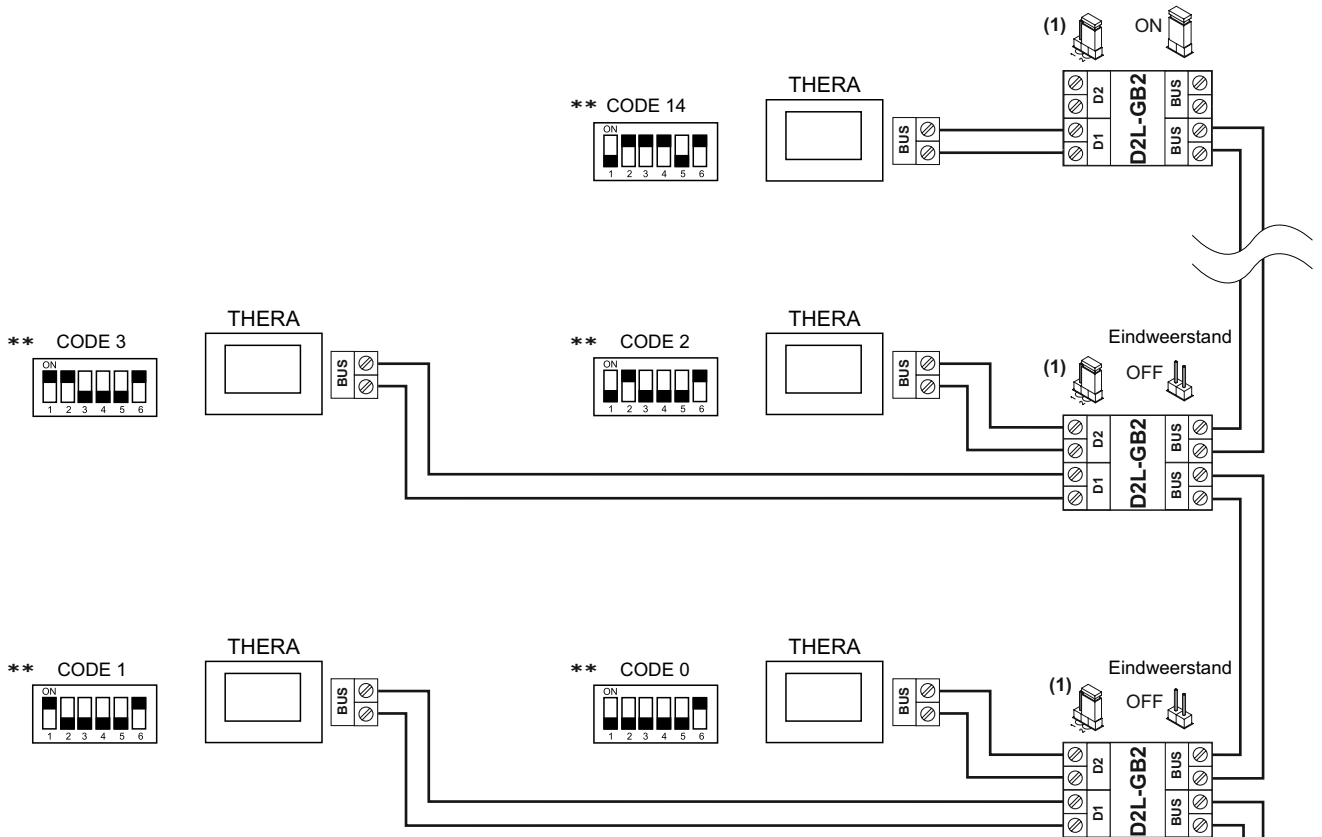 (1) ON
THERA
** CODE 14
ON
1 2 3 4 5 6
BUS
D2 BUS
D1 BUS
D2L-GB2
THERA
** CODE 3
ON
1 2 3 4 5 6
BUS
THERA
** CODE 2
ON
1 2 3 4 5 6
BUS
Eindweerstand
(1) OFF
D2 BUS
D1 BUS
D2L-GB2
THERA
** CODE 1
ON
1 2 3 4 5 6
BUS
THERA
** CODE 0
ON
1 2 3 4 5 6
BUS
Eindweerstand
(1) OFF
D2 BUS
D1 BUS
D2L-GB2